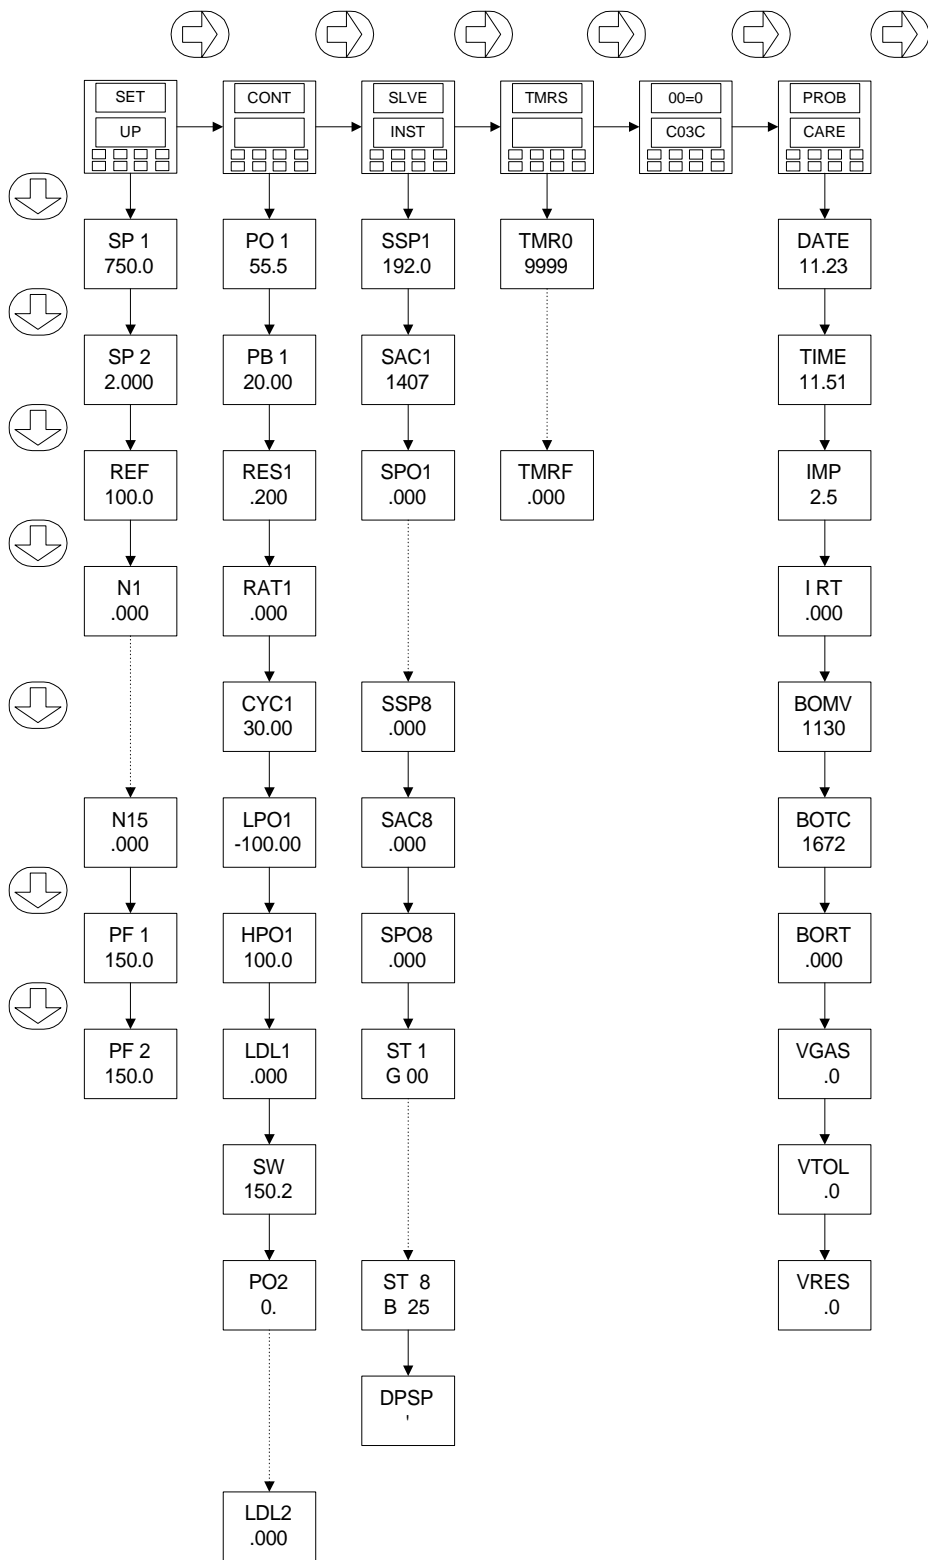 SET
UP
CONT
SLVE
INST
TMRS
00=0
C03C
PROB
CARE
SP 1
750.0
SP 2
2.000
REF
100.0
N1
.000
N15
.000
PF 1
150.0
PF 2
150.0
PO 1
55.5
PB 1
20.00
RES1
.200
RAT1
.000
CYC1
30.00
LPO1
-100.00
HPO1
100.0
LDL1
.000
SW
150.2
PO2
0.
LDL2
.000
SSP1
192.0
SAC1
1407
SPO1
.000
SSP8
.000
SAC8
.000
SPO8
.000
ST 1
G 00
ST 8
B 25
DPSP
'
TMR0
9999
TMRF
.000
DATE
11.23
TIME
11.51
IMP
2.5
I RT
.000
BOMV
1130
BOTC
1672
BORT
.000
VGAS
.0
VTOL
.0
VRES
.0